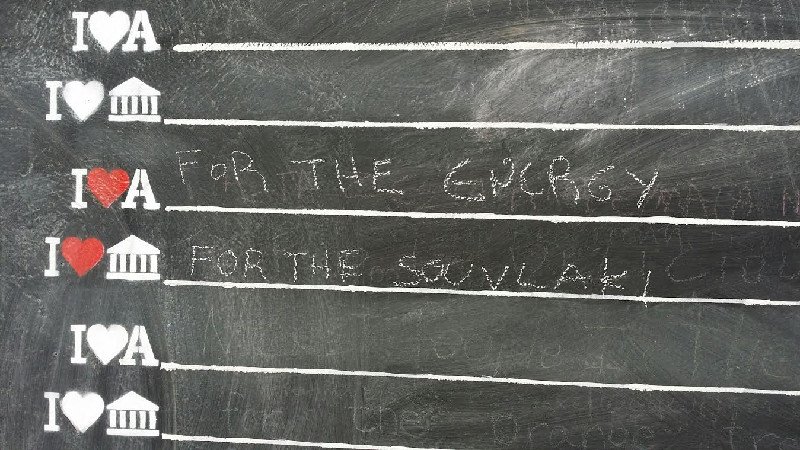 I A
I
I A FOR THE ENERGY
I FOR THE SOUVLAKI
I A
I